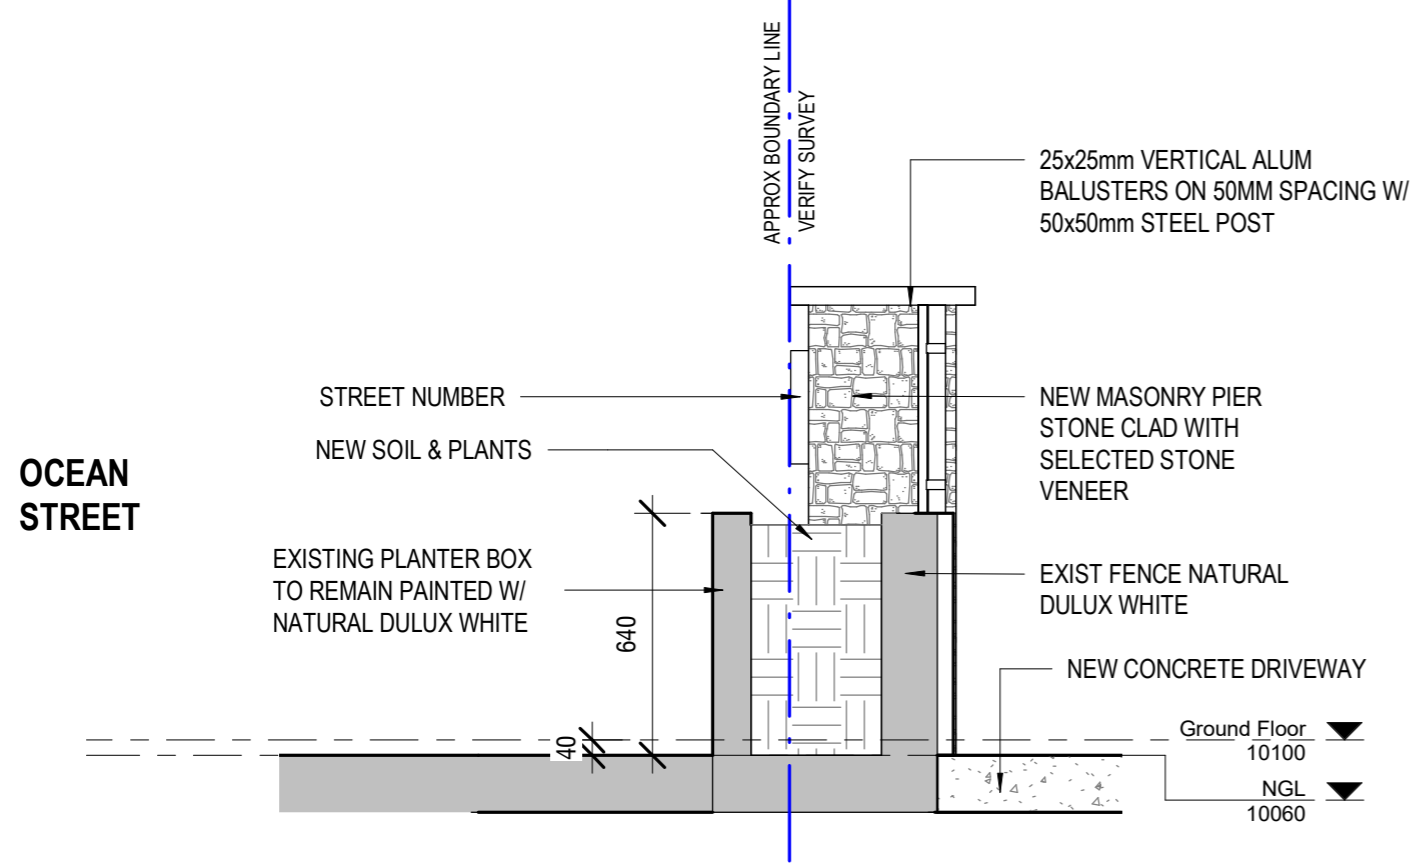 APPROX BOUNDARY LINE
VERIFY SURVEY
25x25mm VERTICAL ALUM
BALUSTERS ON 50MM SPACING W/
50x50mm STEEL POST
STREET NUMBER
NEW MASONRY PIER
STONE CLAD WITH
SELECTED STONE
VENEER
NEW SOIL & PLANTS
OCEAN
STREET
EXISTING PLANTER BOX
TO REMAIN PAINTED W/
NATURAL DULUX WHITE
640
EXIST FENCE NATURAL
DULUX WHITE
NEW CONCRETE DRIVEWAY
40
Ground Floor
10100
NGL
10060